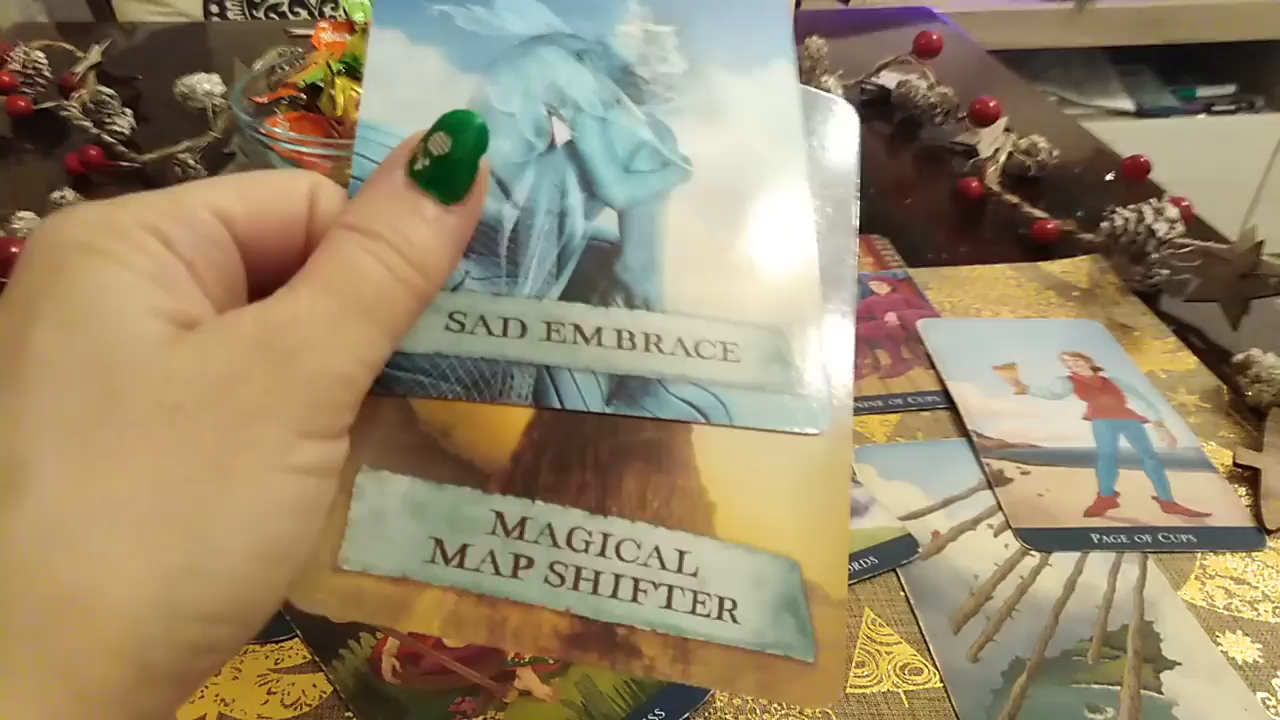 SAD EMBRACE
MAGICAL
MAP SHIFTER
NINE OF CUPS
PAGE OF CUPS